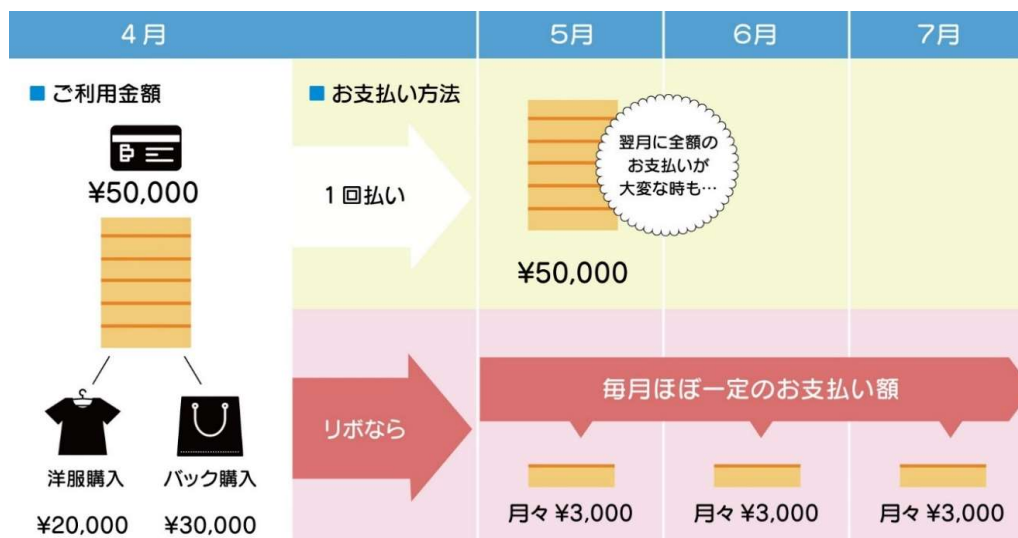 4月
5月
6月
7月
■ ご利用金額
¥50,000
洋服購入
バック購入
¥20,000
¥30,000
■ お支払い方法
1回払い
翌月に全額の
お支払いが
大変な時も…
¥50,000
リボなら
毎月ほぼ一定のお支払い額
月々 ¥3,000
月々 ¥3,000
月々 ¥3,000